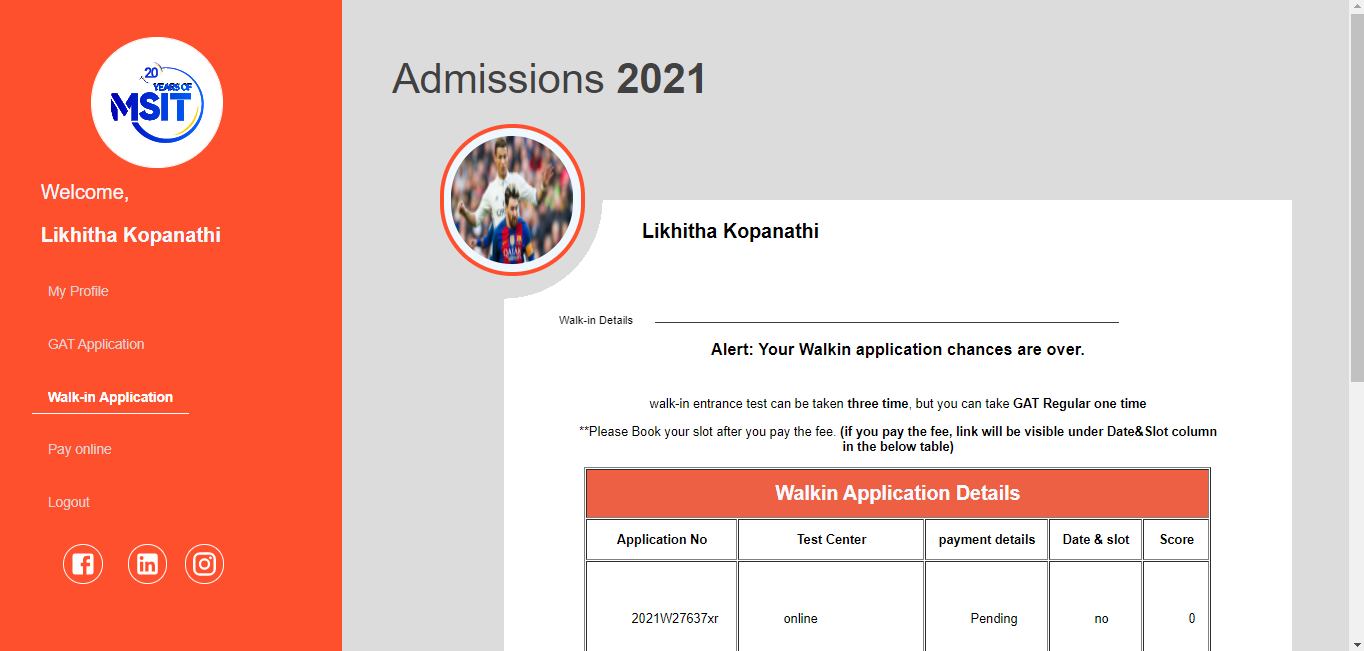 20
YEARS OF
MSIT
Welcome,
Likhitha Kopanathi
My Profile
GAT Application
Walk-in Application
Pay online
Logout
Admissions 2021
Likhitha Kopanathi
Walk-in Details
Alert: Your Walkin application chances are over.
walk-in entrance test can be taken three time, but you can take GAT Regular one time
**Please Book your slot after you pay the fee. (if you pay the fee, link will be visible under Date&Slot column
in the below table)
Walkin Application Details
Application No Test Center payment details Date & slot Score
2021W27637xr online Pending no 0